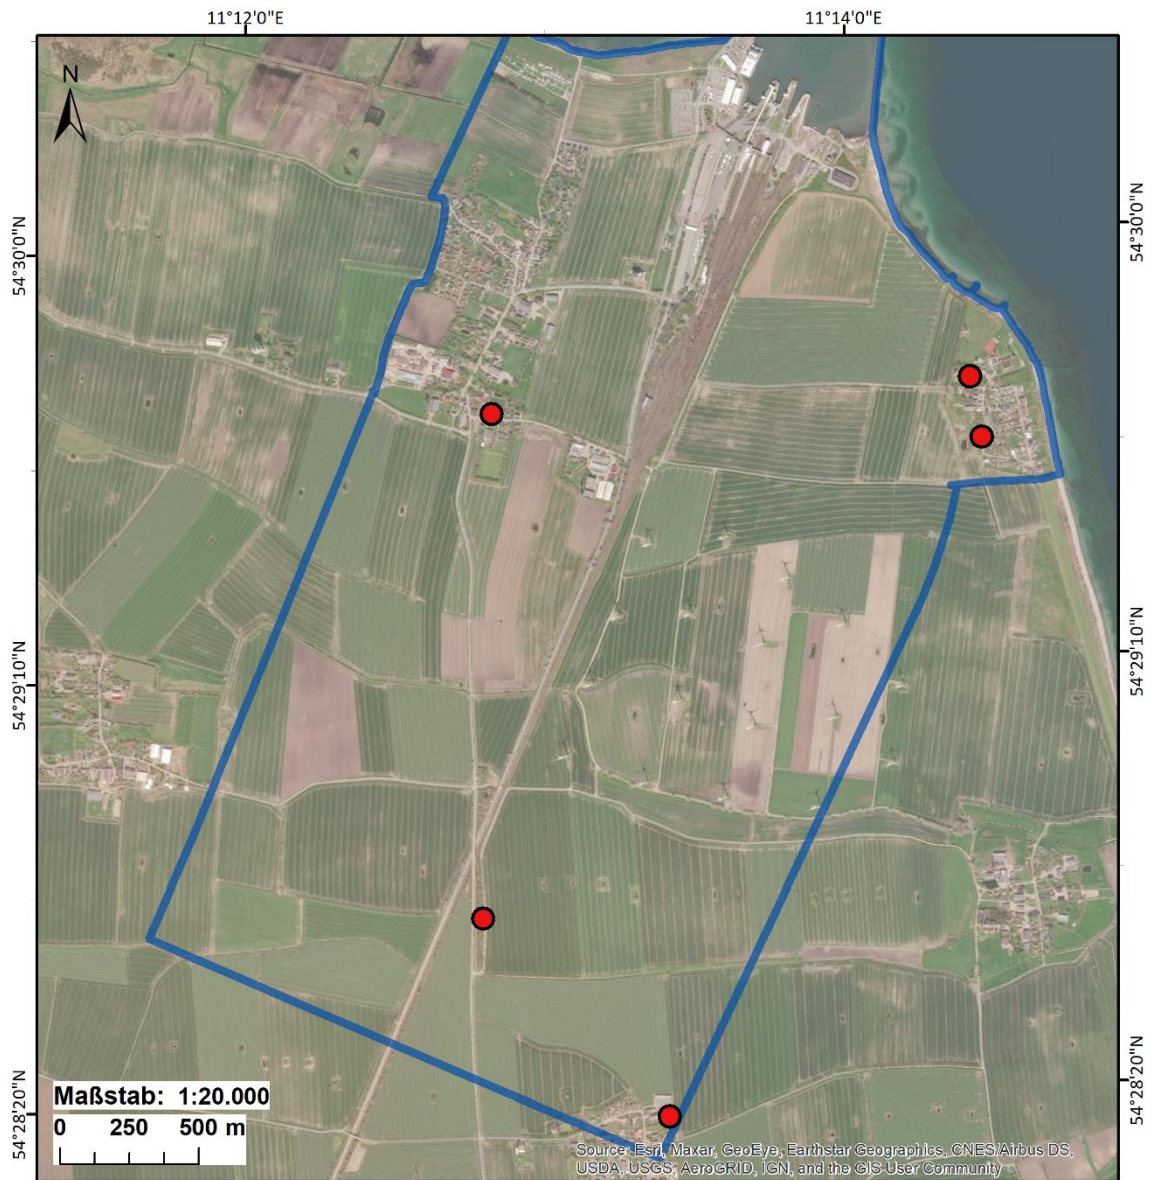 11°12'0"E
11°14'0"E
N
54°30'0"N
54°30'0"N
54°29'10"N
54°29'10"N
54°28'20"N
54°28'20"N
Maßstab: 1:20.000
0 250 500 m
Source: Esri, Maxar, GeoEye, Earthstar Geographics, CNES/Airbus DS,
USDA, USGS, AeroGRID, IGN, and the GIS User Community